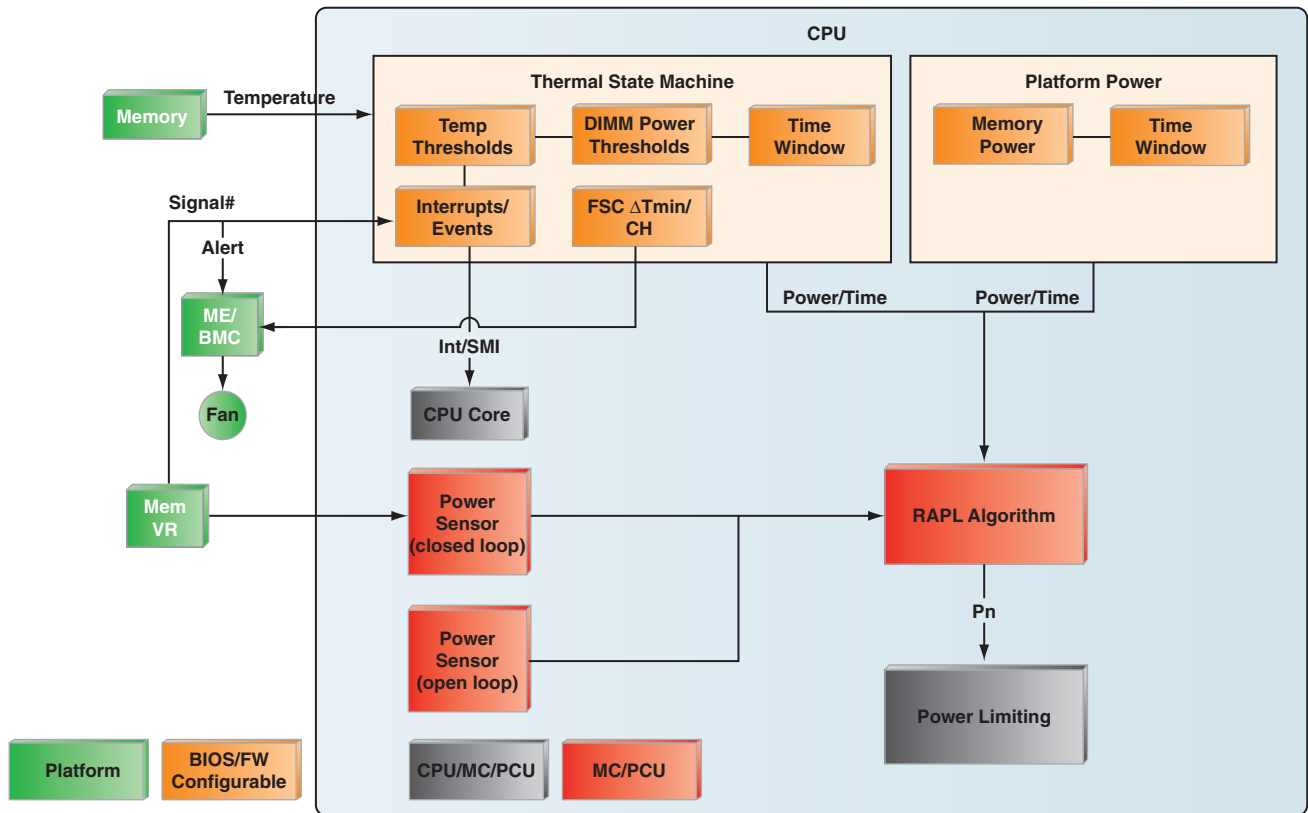 CPU
Thermal State Machine
Platform Power
Temperature
Memory
Temp
Thresholds
DIMM Power
Thresholds
Time
Window
Memory
Power
Time
Window
Signal#
Interrupts/
Events
FSC ΔTmin/
CH
Alert
Power/Time
Power/Time
ME/
BMC
Int/SMI
Fan
CPU Core
Mem
VR
Power
Sensor
(closed loop)
RAPL Algorithm
Pn
Power
Sensor
(open loop)
Power Limiting
Platform
BIOS/FW
Configurable
CPU/MC/PCU
MC/PCU